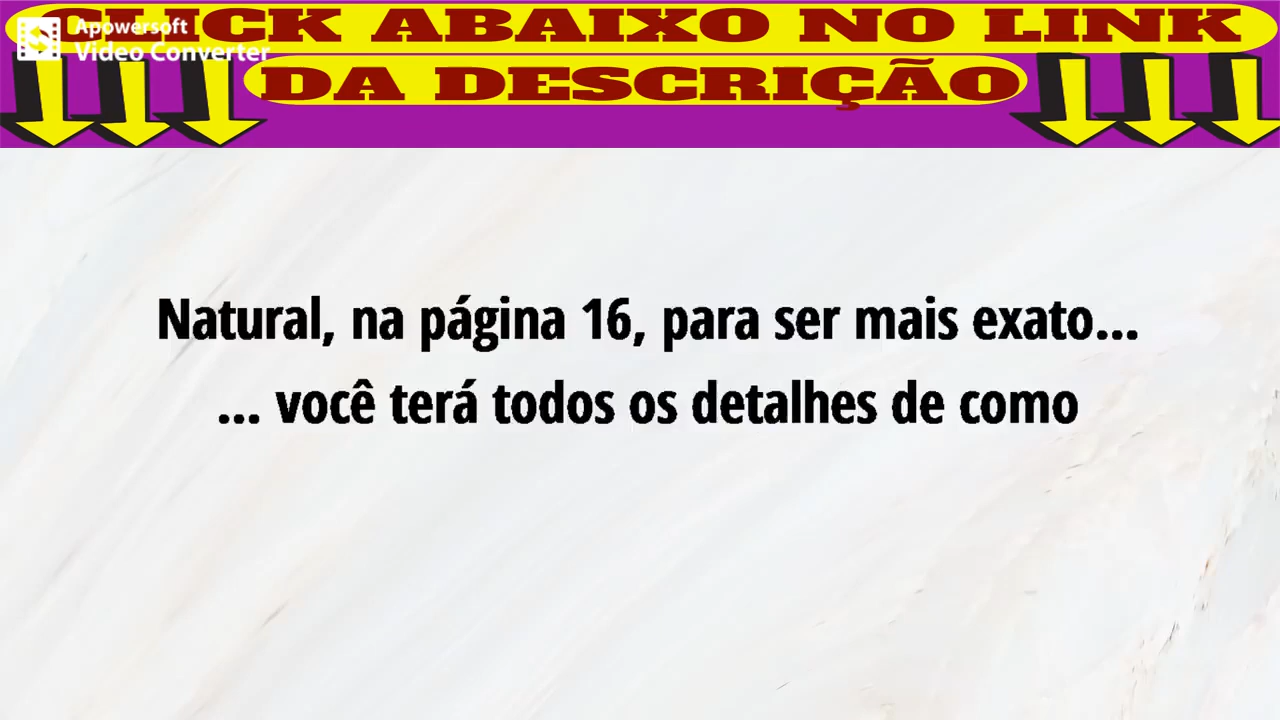 CLICK ABAIXO NO LINK
DA DESCRIÇÃO
Apowersoft
Video Converter
Natural, na página 16, para ser mais exato...
... você terá todos os detalhes de como